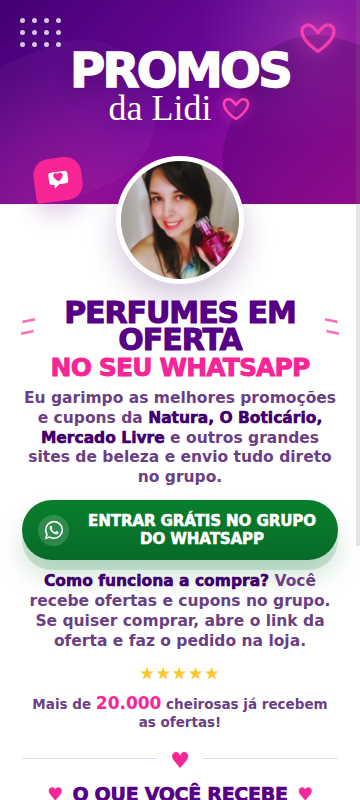 PROMOS
da Lidi
PERFUMES EM
OFERTA
NO SEU WHATSAPP
Eu garimpo as melhores promoções
e cupons da Natura, O Boticário,
Mercado Livre e outros grandes
sites de beleza e envio tudo direto
no grupo.
ENTRAR GRÁTIS NO GRUPO
DO WHATSAPP
Como funciona a compra? Você
recebe ofertas e cupons no grupo.
Se quiser comprar, abre o link da
oferta e faz o pedido na loja.
★★★★★
Mais de 20.000 cheirosas já recebem
as ofertas!
O QUE VOCÊ RECEBE